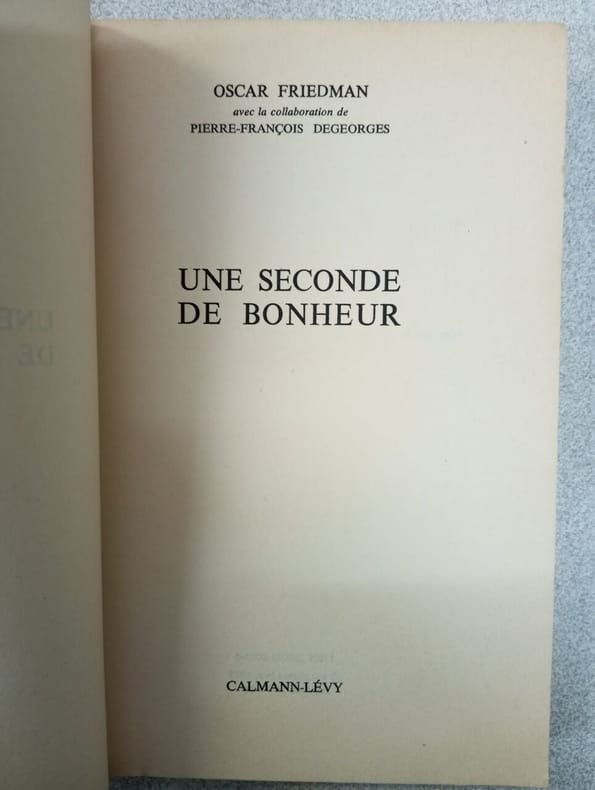 OSCAR FRIEDMAN
avec la collaboration de
PIERRE-FRANÇOIS DEGEORGES
UNE SECONDE
DE BONHEUR
CALMANN-LÉVY